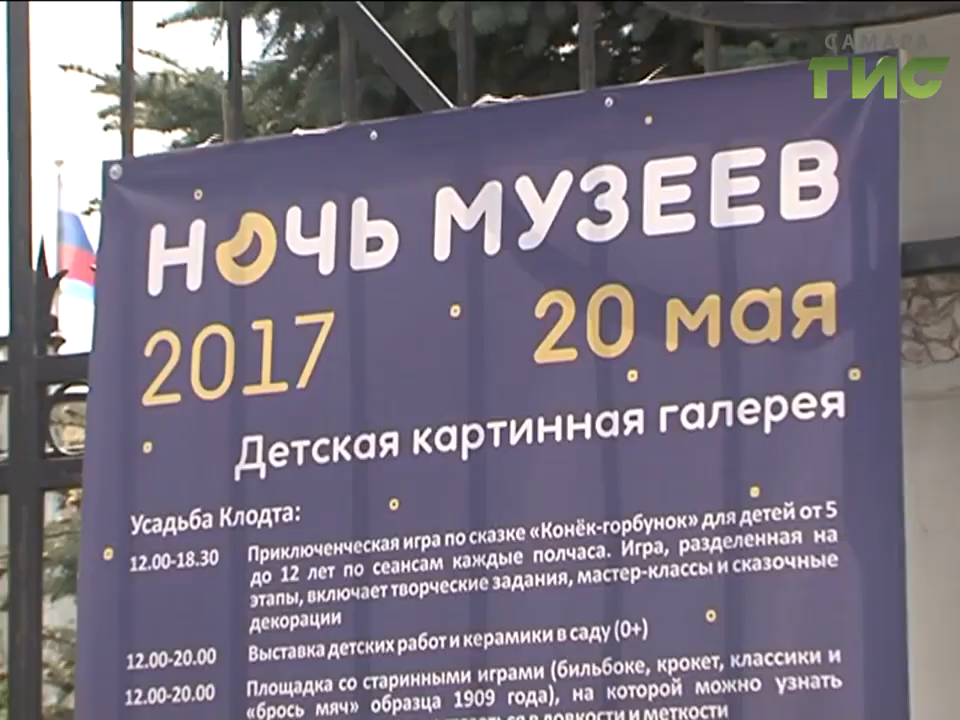 САМАРА
ГИС
НОЧЬ МУЗЕЕВ
2017 20 мая
Детская картинная галерея
Усадьба Клодта:
12.00-18.30 Приключенческая игра по сказке «Конёк-горбунок» для детей от 5
до 12 лет по сеансам каждые полчаса. Игра, разделенная на
этапы, включает творческие задания, мастер-классы и сказочные
декорации
12.00-20.00 Выставка детских работ и керамики в саду (0+)
12.00-20.00 Площадка со старинными играми (бильбоке, крокет, классики и
«брось мяч» образца 1909 года), на которой можно узнать
в ловкости и меткости